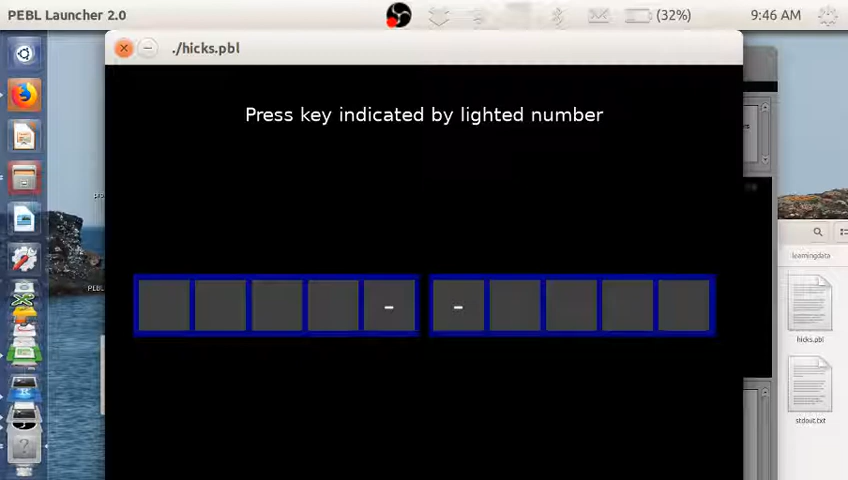 PEBL Launcher 2.0
(32%)
9:46 AM
./hicks.pbl
Press key indicated by lighted number
- -
learningdata
hicks.pbl
stdout.txt